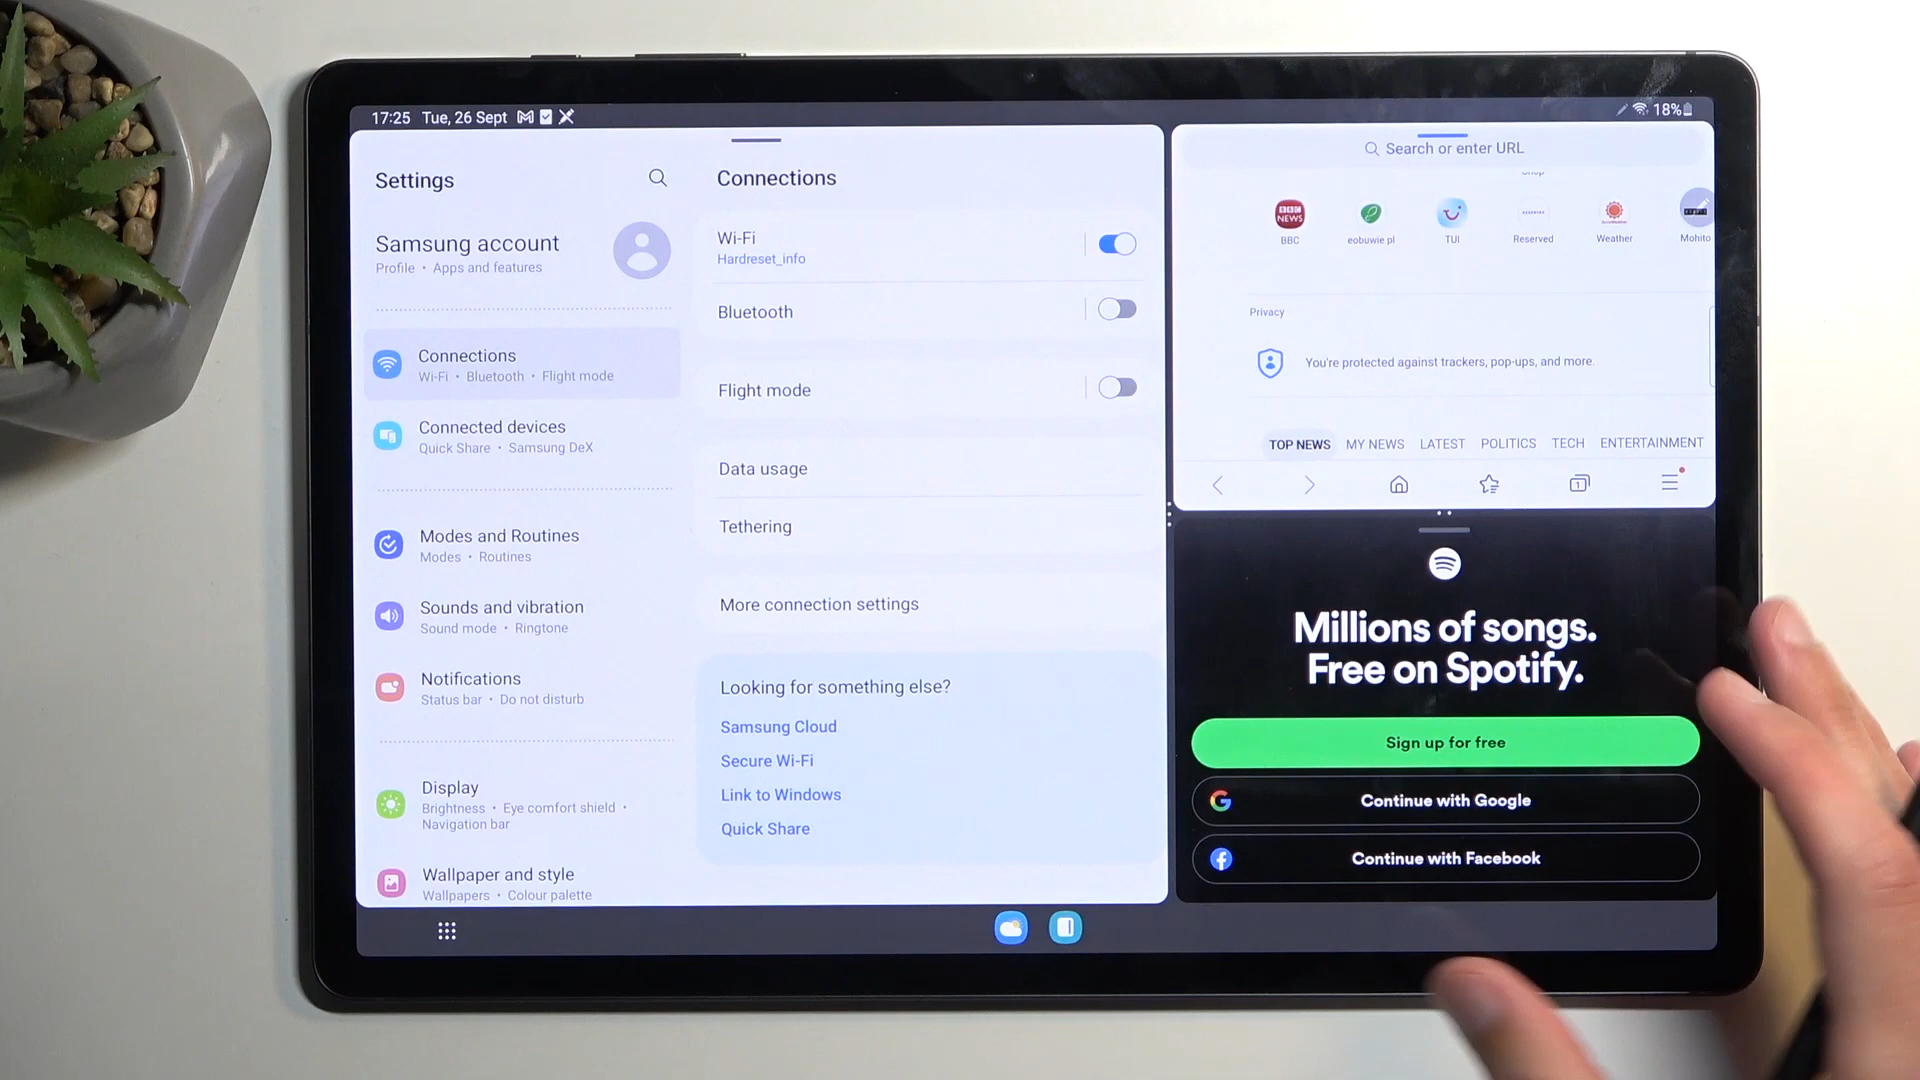 17:25 Tue, 26 Sept
18%
Settings
Samsung account
Profile • Apps and features
Connections
Wi-Fi • Bluetooth • Flight mode
Connected devices
Quick Share • Samsung DeX
Modes and Routines
Modes • Routines
Sounds and vibration
Sound mode • Ringtone
Notifications
Status bar • Do not disturb
Display
Brightness • Eye comfort shield •
Navigation bar
Wallpaper and style
Wallpapers • Colour palette
Connections
Wi-Fi
Hardreset_info
Bluetooth
Flight mode
Data usage
Tethering
More connection settings
Looking for something else?
Samsung Cloud
Secure Wi-Fi
Link to Windows
Quick Share
Search or enter URL
BBC
NEWS
BBC eobuwie.pl TUI Reserved Weather Mohito
Privacy
You're protected against trackers, pop-ups, and more.
TOP NEWS MY NEWS LATEST POLITICS TECH ENTERTAINMENT
1
Millions of songs.
Free on Spotify.
Sign up for free
Continue with Google
Continue with Facebook